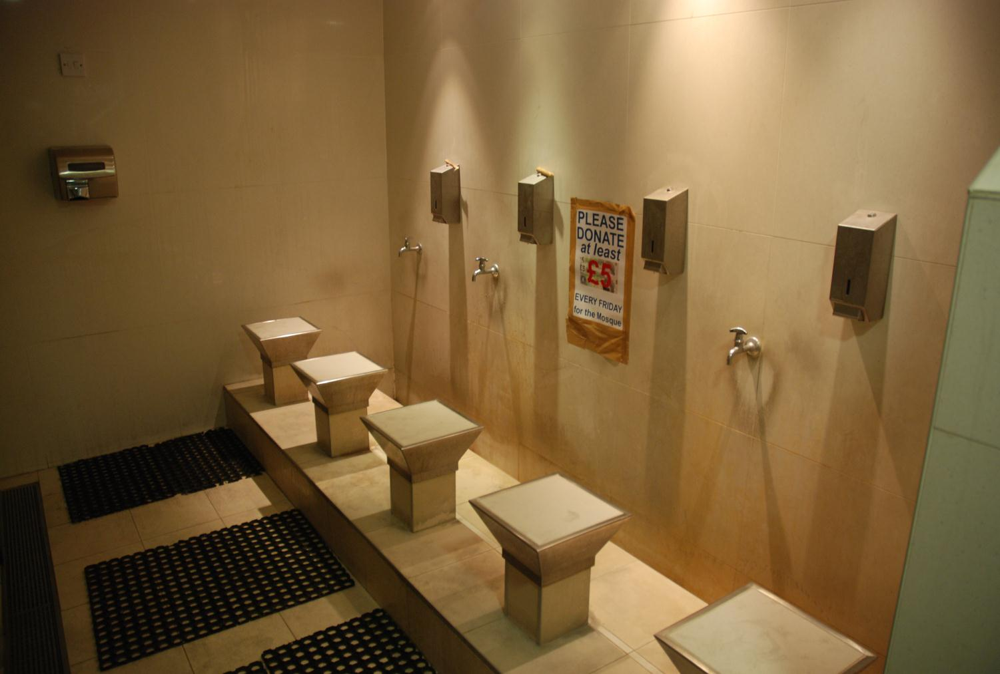 PLEASE
DONATE
at least
£5
EVERY FRIDAY
for the Mosque